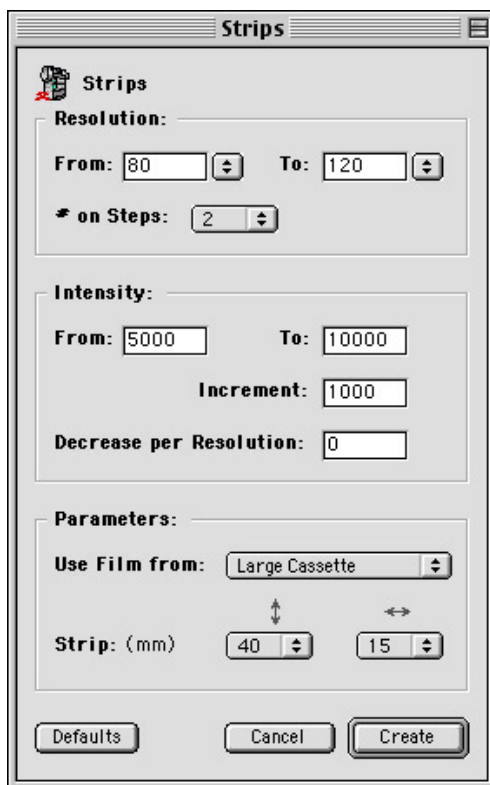 Strips
Strips
Resolution:
From: 80 To: 120
# on Steps: 2
Intensity:
From: 5000 To: 10000
Increment: 1000
Decrease per Resolution: 0
Parameters:
Use Film from: Large Cassette
Strip: (mm) 40 15
Defaults Cancel Create